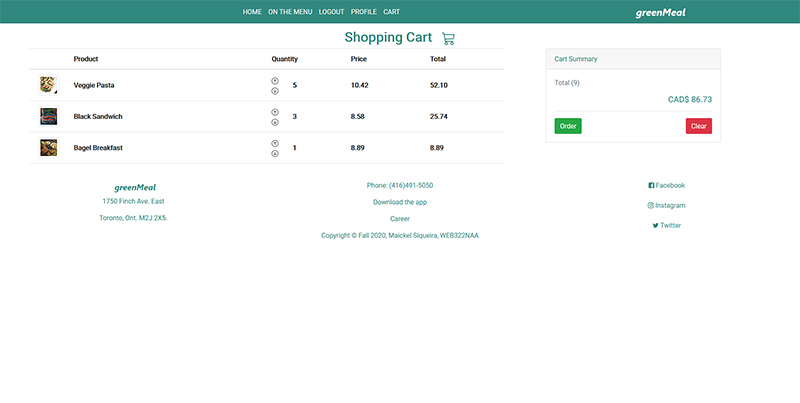 HOME ON THE MENU LOGOUT PROFILE CART greenMeal
Shopping Cart
Product Quantity Price Total
Veggie Pasta 5 10.42 52.10
Black Sandwich 3 8.58 25.74
Bagel Breakfast 1 8.89 8.89
Cart Summary
Total (9)
CAD$ 86.73
Order Clear
greenMeal
1750 Finch Ave. East
Toronto, Ont. M2J 2X5.
Phone: (416)491-5050
Download the app
Career
Copyright © Fall 2020, Maickel Siqueira, WEB322NAA
Facebook
Instagram
Twitter